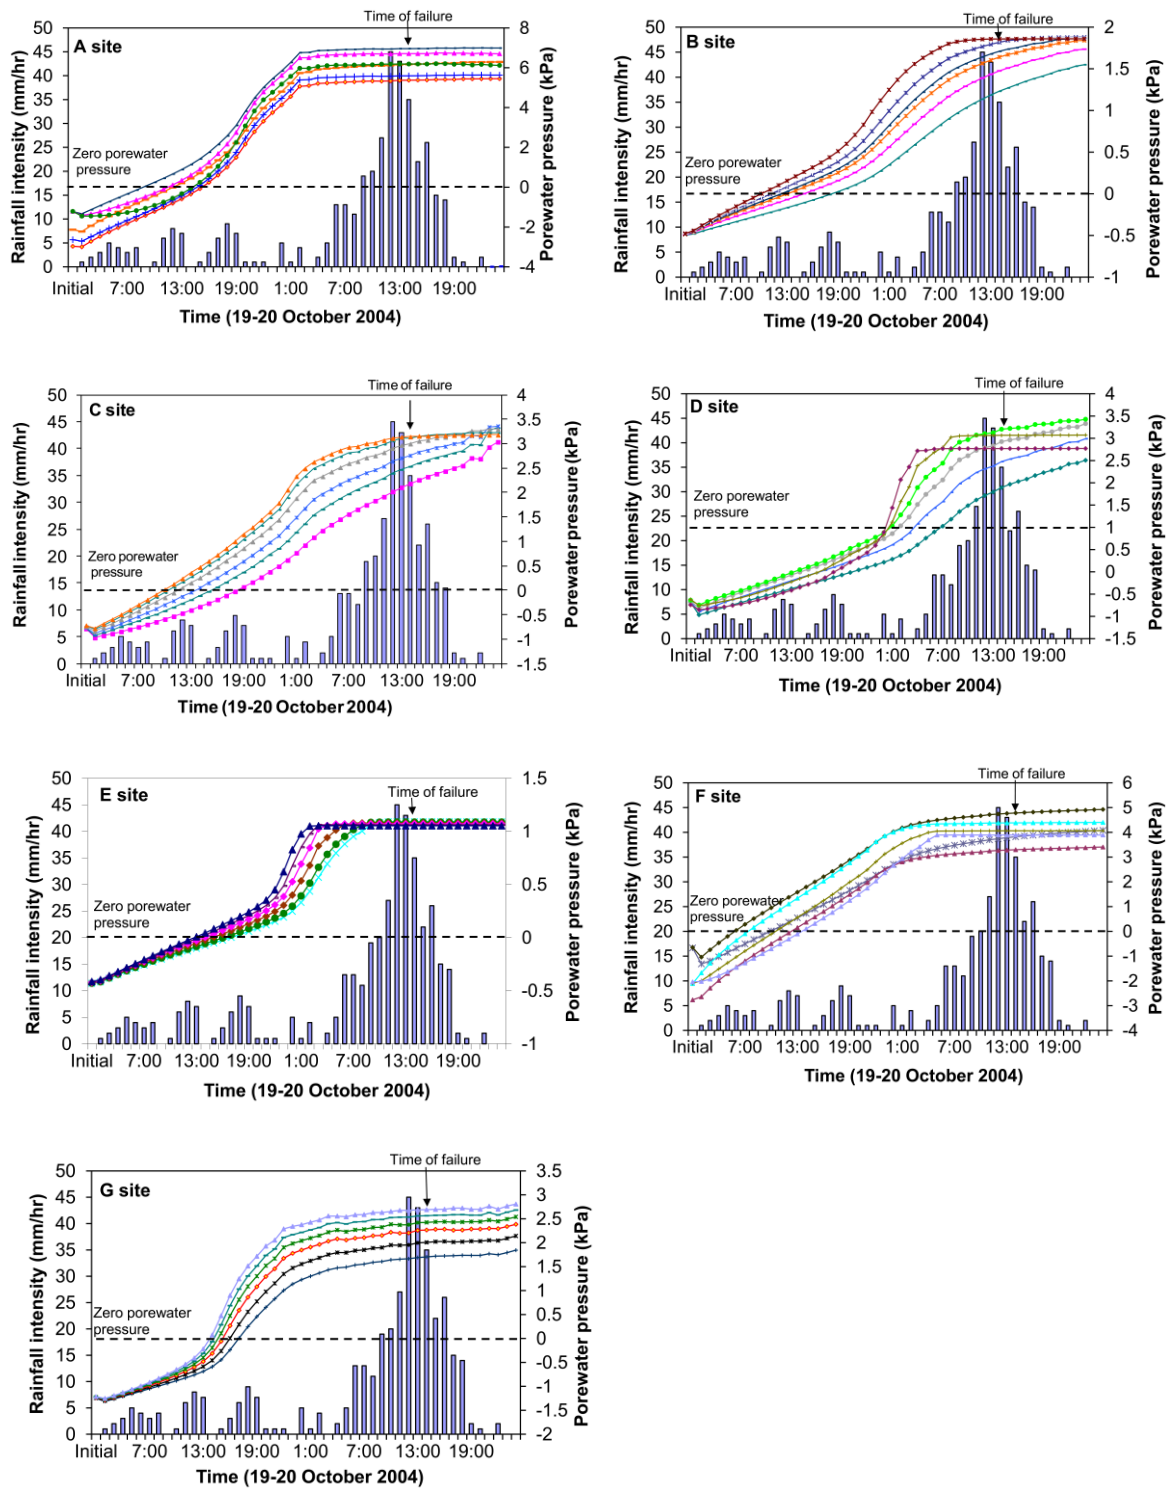 Time of failure
A site
Rainfall intensity (mm/hr)
50
45
40
35
30
25
20
15
10
5
0
Zero porewater
pressure
8
6
4
2
0
-2
-4
Porewater pressure (kPa)
Initial 7:00 13:00 19:00 1:00 7:00 13:00 19:00
Time (19-20 October 2004)
Time of failure
B site
Rainfall intensity (mm/hr)
50
45
40
35
30
25
20
15
10
5
0
Zero porewater
pressure
2
1.5
1
0.5
0
-0.5
-1
Porewater pressure (kPa)
Initial 7:00 13:00 19:00 1:00 7:00 13:00 19:00
Time (19-20 October 2004)
Time of failure
C site
Rainfall intensity (mm/hr)
50
45
40
35
30
25
20
15
10
5
0
Zero porewater
pressure
4
3.5
3
2.5
2
1.5
1
0.5
0
-0.5
-1
-1.5
Porewater pressure (kPa)
Initial 7:00 13:00 19:00 1:00 7:00 13:00 19:00
Time (19-20 October 2004)
Time of failure
D site
Rainfall intensity (mm/hr)
50
45
40
35
30
25
20
15
10
5
0
Zero porewater
pressure
4
3.5
3
2.5
2
1.5
1
0.5
0
-0.5
-1
-1.5
Porewater pressure (kPa)
Initial 7:00 13:00 19:00 1:00 7:00 13:00 19:00
Time (19-20 October 2004)
Time of failure
E site
Rainfall intensity (mm/hr)
50
45
40
35
30
25
20
15
10
5
0
Zero porewater
pressure
1.5
1
0.5
0
-0.5
-1
Porewater pressure (kPa)
Initial 7:00 13:00 19:00 1:00 7:00 13:00 19:00
Time (19-20 October 2004)
Time of failure
F site
Rainfall intensity (mm/hr)
50
45
40
35
30
25
20
15
10
5
0
Zero porewater
pressure
6
5
4
3
2
1
0
-1
-2
-3
-4
Porewater pressure (kPa)
Initial 7:00 13:00 19:00 1:00 7:00 13:00 19:00
Time (19-20 October 2004)
Time of failure
G site
Rainfall intensity (mm/hr)
50
45
40
35
30
25
20
15
10
5
0
Zero porewater
pressure
3.5
3
2.5
2
1.5
1
0.5
0
-0.5
-1
-1.5
-2
Porewater pressure (kPa)
Initial 7:00 13:00 19:00 1:00 7:00 13:00 19:00
Time (19-20 October 2004)